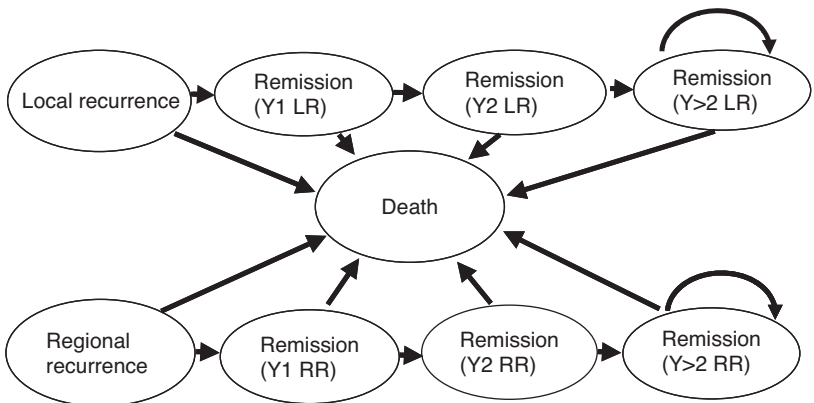 Local recurrence
Remission
(Y1 LR)
Remission
(Y2 LR)
Remission
(Y>2 LR)
Death
Regional
recurrence
Remission
(Y1 RR)
Remission
(Y2 RR)
Remission
(Y>2 RR)